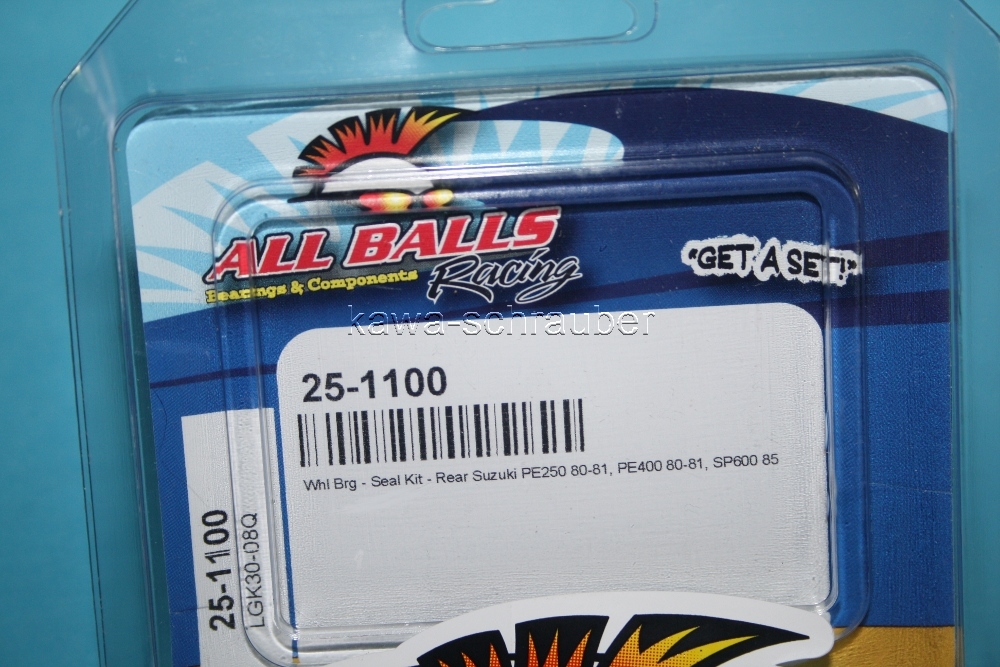 ALL BALLS
Racing
Bearings & Components
"GET A SET!"
kawa-schrauber
25-1100
Whl Brg - Seal Kit - Rear Suzuki PE250 80-81, PE400 80-81, SP600 85
25-1100
LGK30-08Q